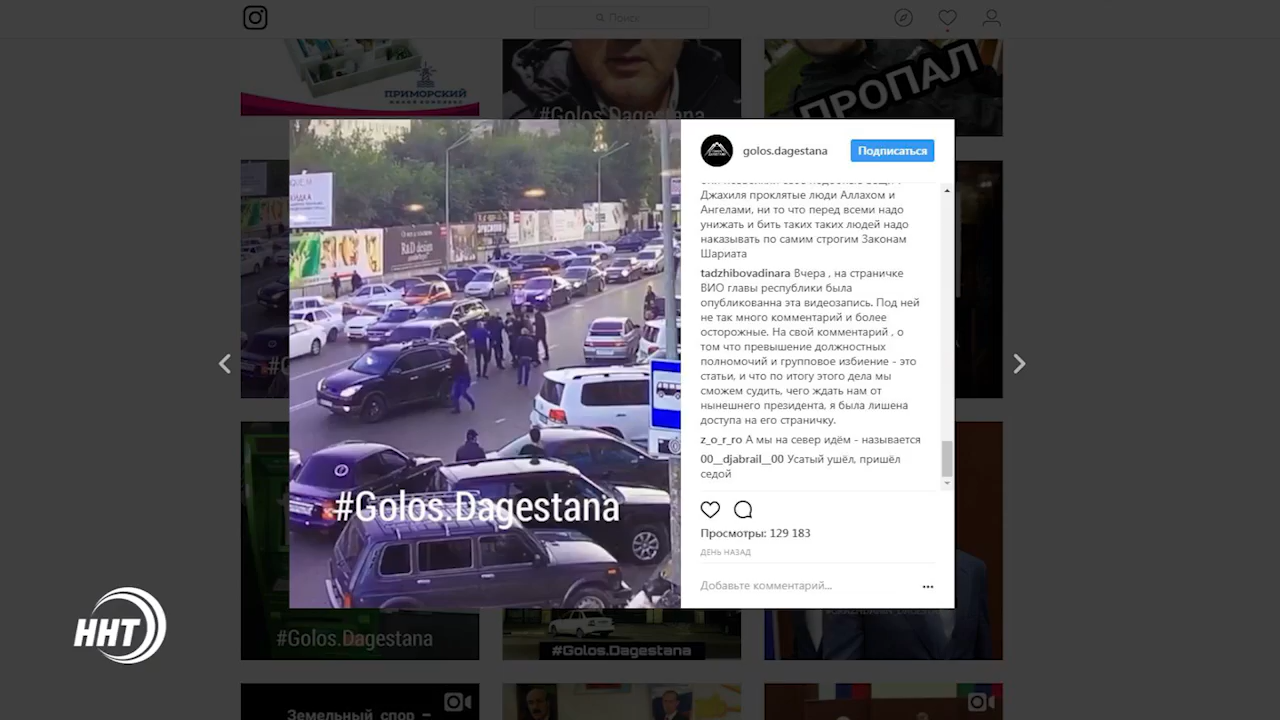 Поиск
ПРИМОРСКИЙ
#Golos.Dagestana
ПРОПАЛ
golos.dagestana
Подписаться
Джахиля проклятые люди Аллахом и
Ангелами, ни то что перед всеми надо
унижать и бить таких таких людей надо
наказывать по самим строгим Законам
Шариата
tadzhibovadinara Вчера , на страничке
ВИО главы республики была
опубликованна эта видеозапись. Под ней
не так много комментарий и более
осторожные. На свой комментарий , о
том что превышение должностных
полномочий и групповое избиение - это
статьи, и что по итогу этого дела мы
сможем судить, чего ждать нам от
нынешнего президента, я была лишена
доступа на его страничку.
z_o_r_ro А мы на север идём - называется
00__djabrail__00 Усатый ушёл, пришёл
седой
Просмотры: 129 183
ДЕНЬ НАЗАД
Добавьте комментарий...
R&D design
#Golos.Dagestana
ННТ
#Golos.Dagestana
#Golos.Dagestana
Земельный спор –